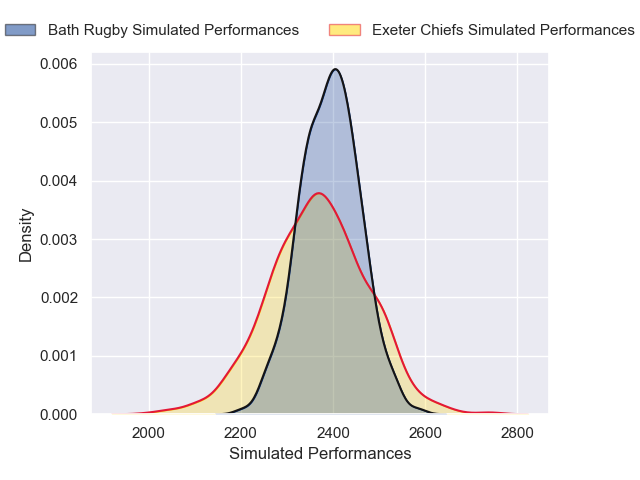 Bath Rugby Simulated Performances
Exeter Chiefs Simulated Performances
0.006
0.005
0.004
0.003
0.002
0.001
0.000
Density
2000 2200 2400 2600 2800
Simulated Performances